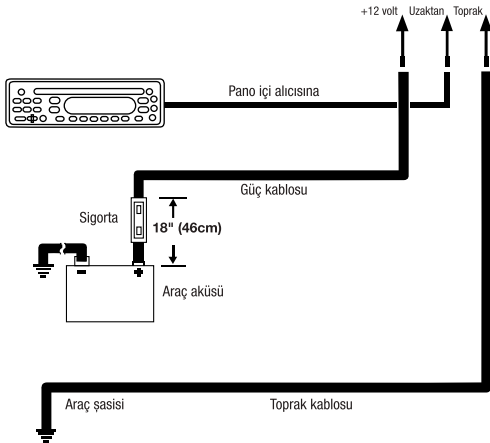 +12 volt Uzaktan Toprak
Pano içi alıcısına
Güç kablosu
Sigorta
18" (46cm)
Araç aküsü
Araç şasisi
Toprak kablosu